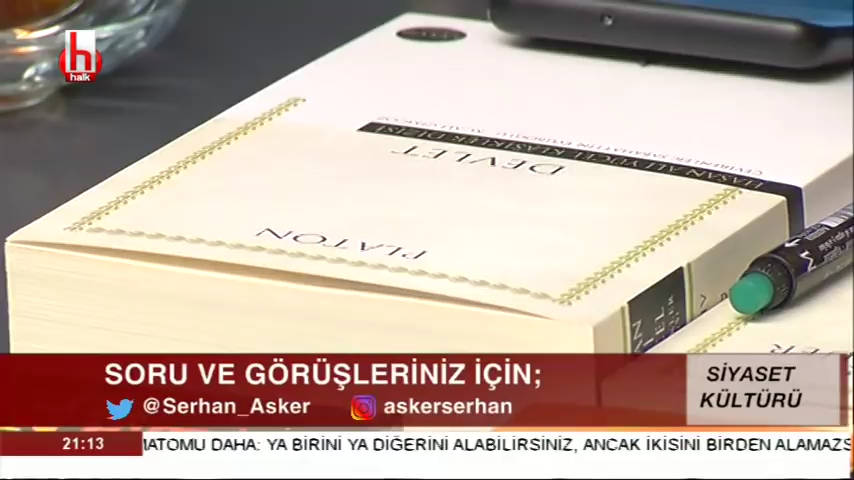 h
halk
HASAN ÂLİ YÜCEL KLASİKLER DİZİSİ
DEVLET
PLATON
SORU VE GÖRÜŞLERİNİZ İÇİN;
@Serhan_Asker
askerserhan
SİYASET
KÜLTÜRÜ
21:13
MATOMU DAHA: YA BİRİNİ YA DİĞERİNİ ALABİLİRSİNİZ, ANCAK İKİSİNİ BİRDEN ALAMAZS